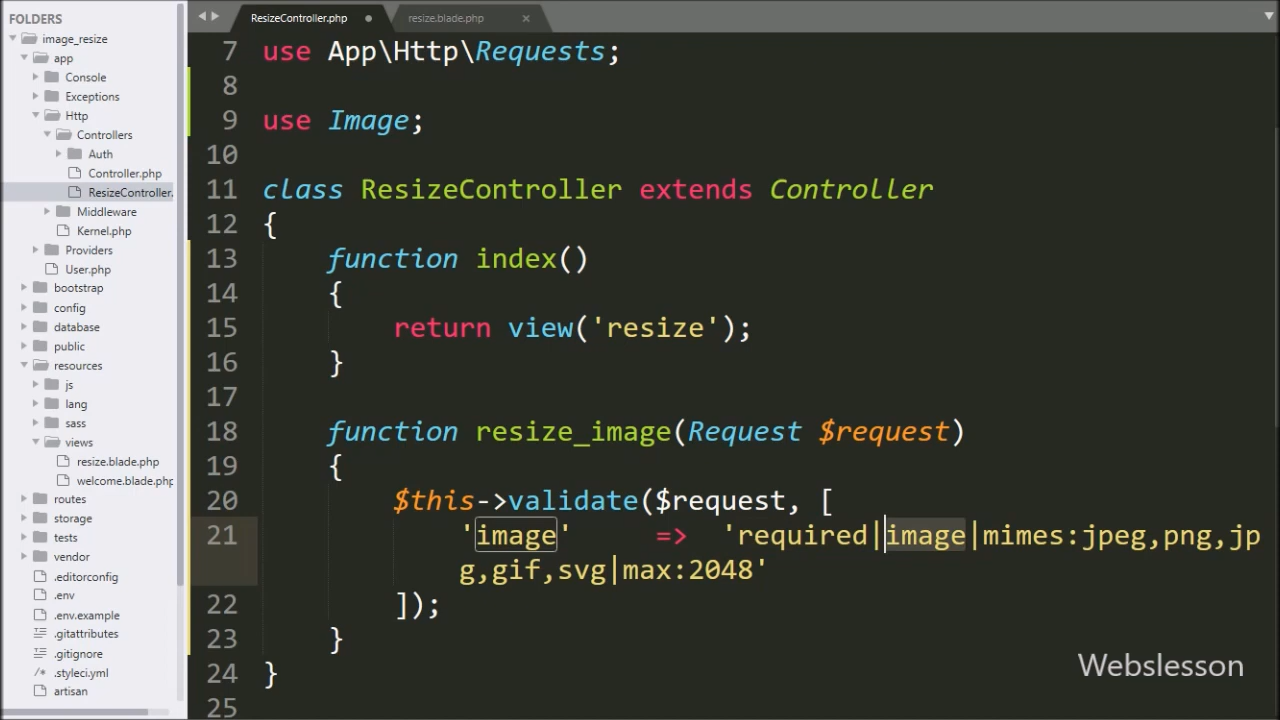 FOLDERS
image_resize
app
Console
Exceptions
Http
Controllers
Auth
Controller.php
ResizeController.
Middleware
Kernel.php
Providers
User.php
bootstrap
config
database
public
resources
js
lang
sass
views
resize.blade.php
welcome.blade.php
routes
storage
tests
vendor
.editorconfig
.env
.env.example
.gitattributes
.gitignore
.styleci.yml
artisan
ResizeController.php
resize.blade.php
7 use App\Http\Requests;
8
9 use Image;
10
11 class ResizeController extends Controller
12 {
13 function index()
14 {
15 return view('resize');
16 }
17
18 function resize_image(Request $request)
19 {
20 $this->validate($request, [
21 'image' => 'required|image|mimes:jpeg,png,jp
g,gif,svg|max:2048'
22 ]);
23 }
24 }
25
Webslesson